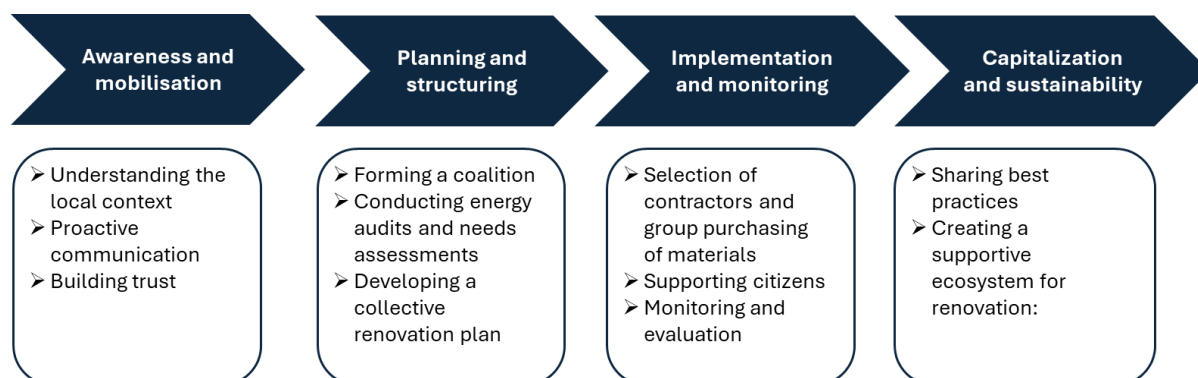 Awareness and
mobilisation
Planning and
structuring
Implementation
and monitoring
Capitalization
and sustainability
➢ Understanding the
local context
➢ Proactive
communication
➢ Building trust
➢ Forming a coalition
➢ Conducting energy
audits and needs
assessments
➢ Developing a
collective
renovation plan
➢ Selection of
contractors and
group purchasing
of materials
➢ Supporting citizens
➢ Monitoring and
evaluation
➢ Sharing best
practices
➢ Creating a
supportive
ecosystem for
renovation: